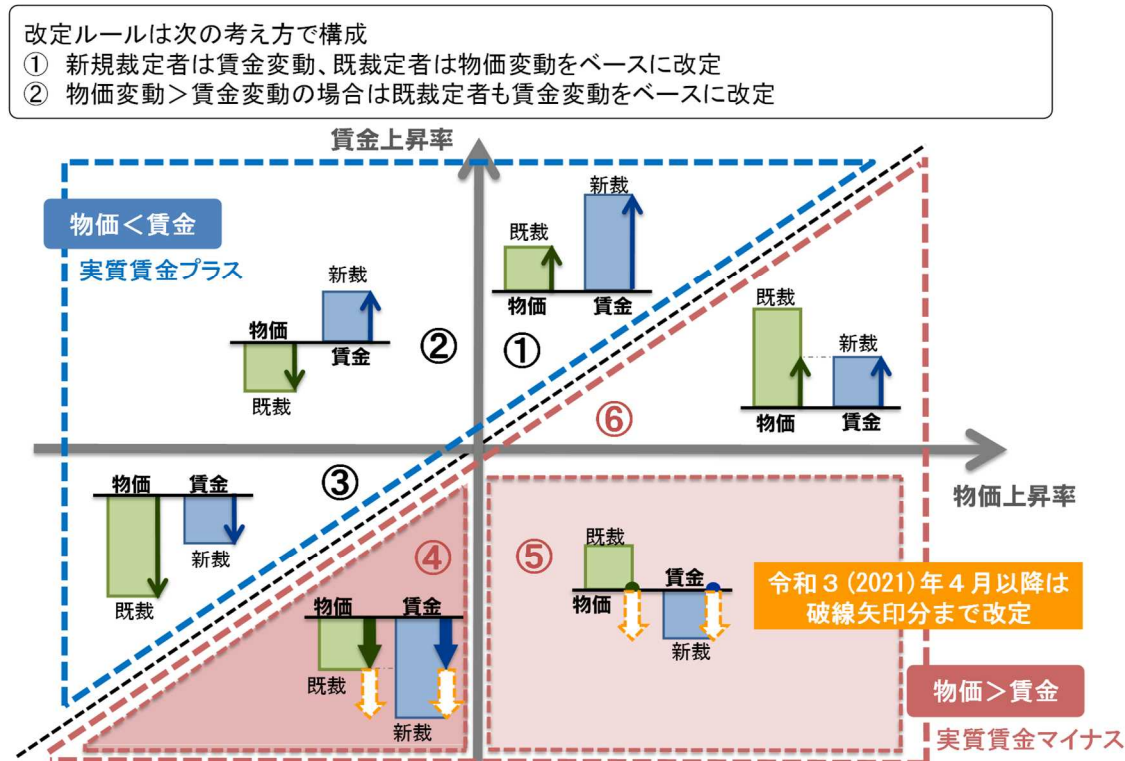 改定ルールは次の考え方で構成
① 新規裁定者は賃金変動、既裁定者は物価変動をベースに改定
② 物価変動＞賃金変動の場合は既裁定者も賃金変動をベースに改定
賃金上昇率
物価＜賃金
実質賃金プラス
新裁
既裁
物価
賃金
①
新裁
物価
賃金
既裁
②
既裁
新裁
物価
賃金
⑥
物価上昇率
物価
賃金
③
新裁
既裁
④
物価
賃金
既裁
新裁
⑤
既裁
賃金
物価
新裁
令和３(2021)年４月以降は
破線矢印分まで改定
物価＞賃金
実質賃金マイナス